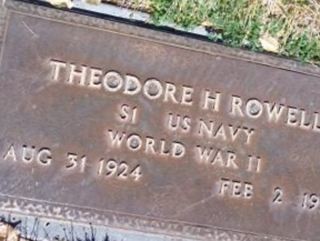 THEODORE H ROWELL
S1 US NAVY
WORLD WAR II
AUG 31 1924 FEB 2 19